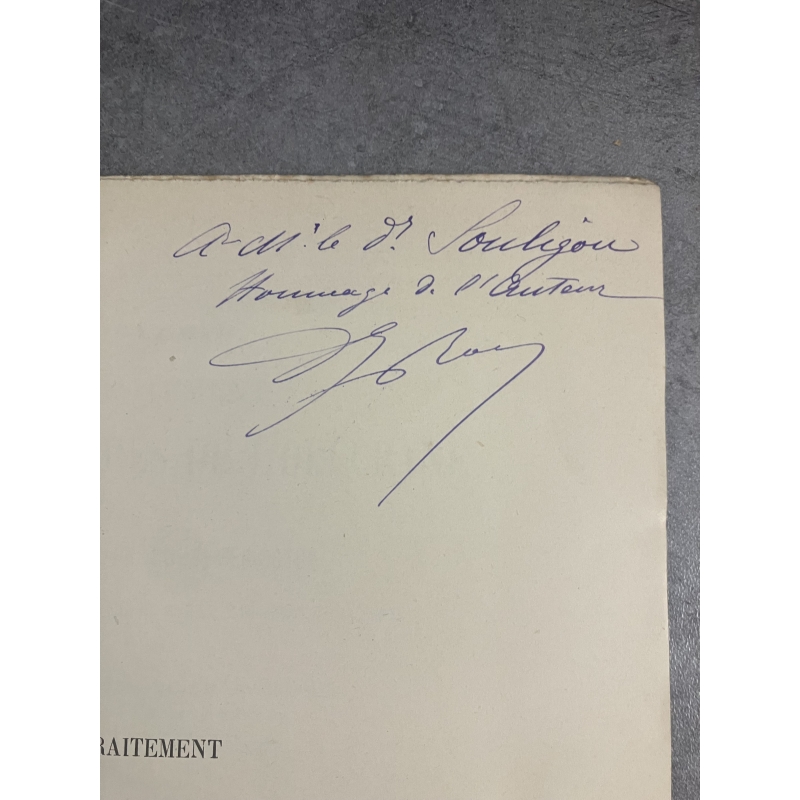 A M. le Dr. Souligou
Hommage de l'Auteur
RAITEMENT